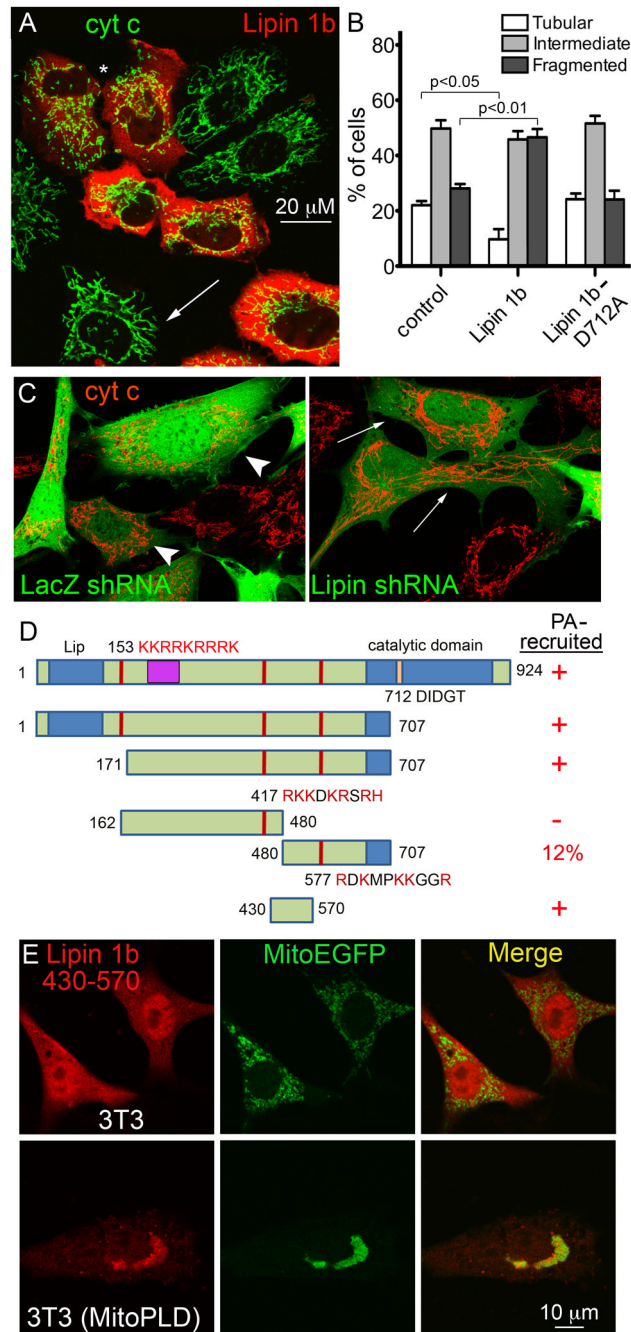 A
cyt c
Lipin 1b
*
20 µM
B
Tubular
Intermediate
Fragmented
% of cells
80
60
40
20
0
p<0.05
p<0.01
control
Lipin 1b
Lipin 1b-
D712A
C
cyt c
LacZ shRNA
Lipin shRNA
D
PA-
recruited
Lip
153 KKRRKRRRK
catalytic domain
1
924
+
712 DIDGT
1
707
+
171
707
+
417 RKKDKRSRH
162
480
-
480
707
12%
577 RDKMPKKGGR
430
570
+
E
Lipin 1b
430-570
MitoEGFP
Merge
3T3
3T3 (MitoPLD)
10 µm